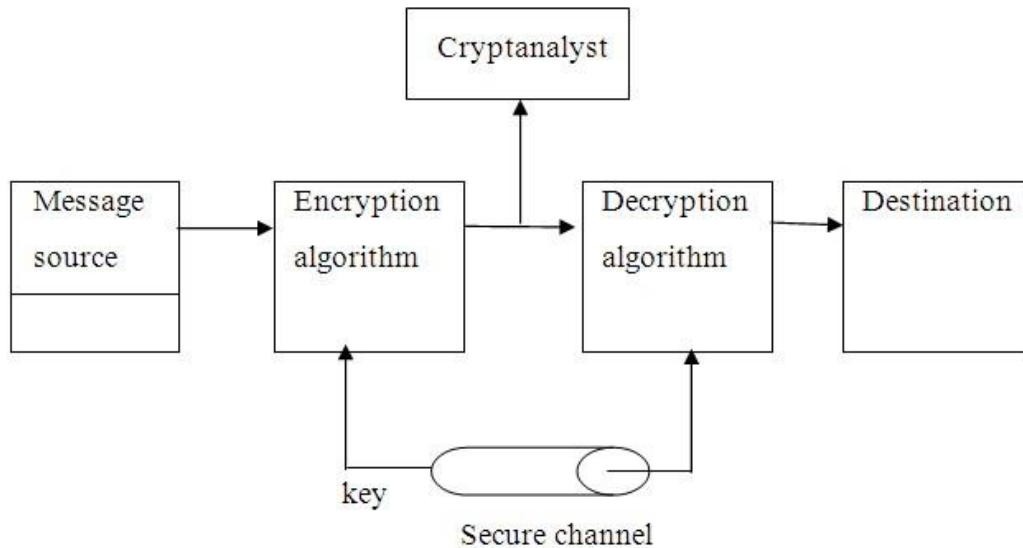 Cryptanalyst
Message
source
Encryption
algorithm
Decryption
algorithm
Destination
key
Secure channel